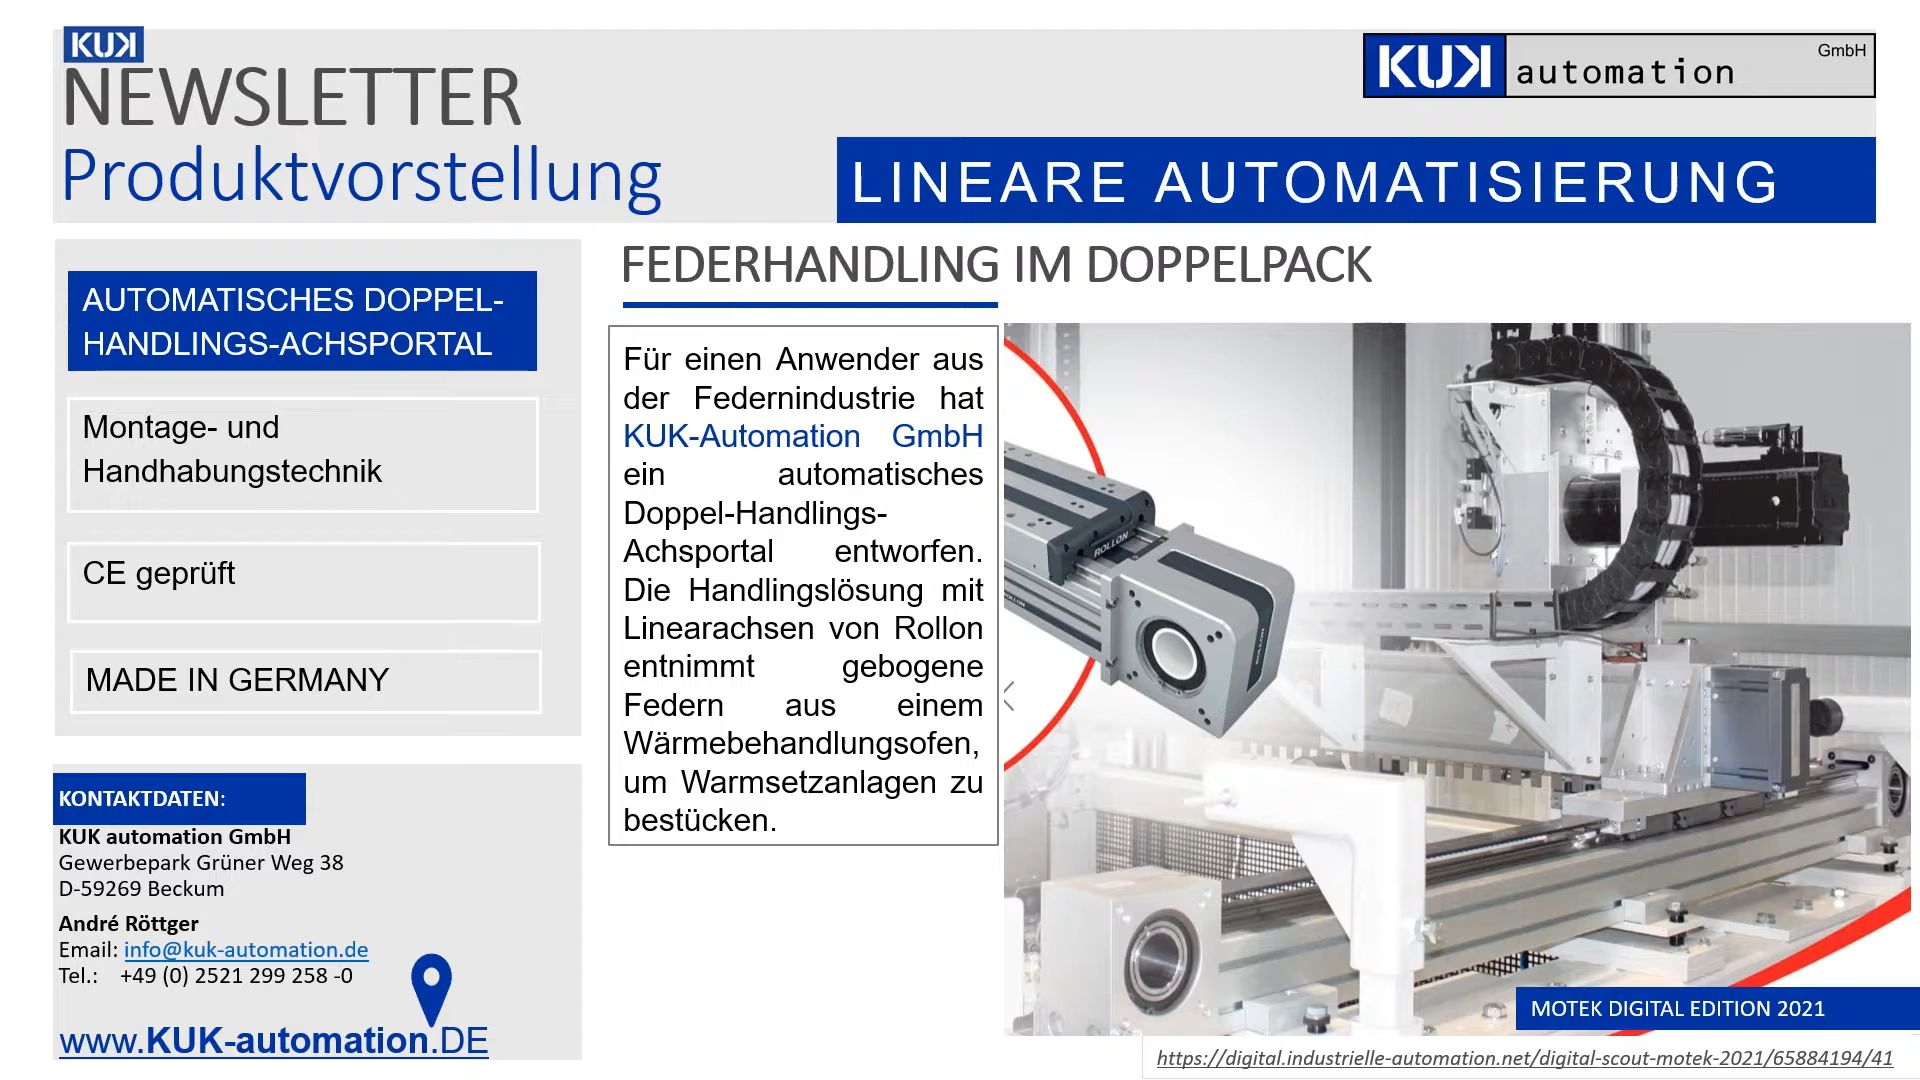 KUK
NEWSLETTER
Produktvorstellung
KUK automation GmbH
LINEARE AUTOMATISIERUNG
AUTOMATISCHES DOPPEL-
HANDLINGS-ACHSPORTAL
Montage- und
Handhabungstechnik
CE geprüft
MADE IN GERMANY
KONTAKTDATEN:
KUK automation GmbH
Gewerbepark Grüner Weg 38
D-59269 Beckum
André Röttger
Email: info@kuk-automation.de
Tel.: +49 (0) 2521 299 258 -0
www.KUK-automation.DE
FEDERHANDLING IM DOPPELPACK
Für einen Anwender aus
der Federnindustrie hat
KUK-Automation GmbH
ein automatisches
Doppel-Handlings-
Achsportal entworfen.
Die Handlingslösung mit
Linearachsen von Rollon
entnimmt gebogene
Federn aus einem
Wärmebehandlungsofen,
um Warmsetzanlagen zu
bestücken.
ROLLON
ROLLON
ROLLON
MOTEK DIGITAL EDITION 2021
https://digital.industrielle-automation.net/digital-scout-motek-2021/65884194/41